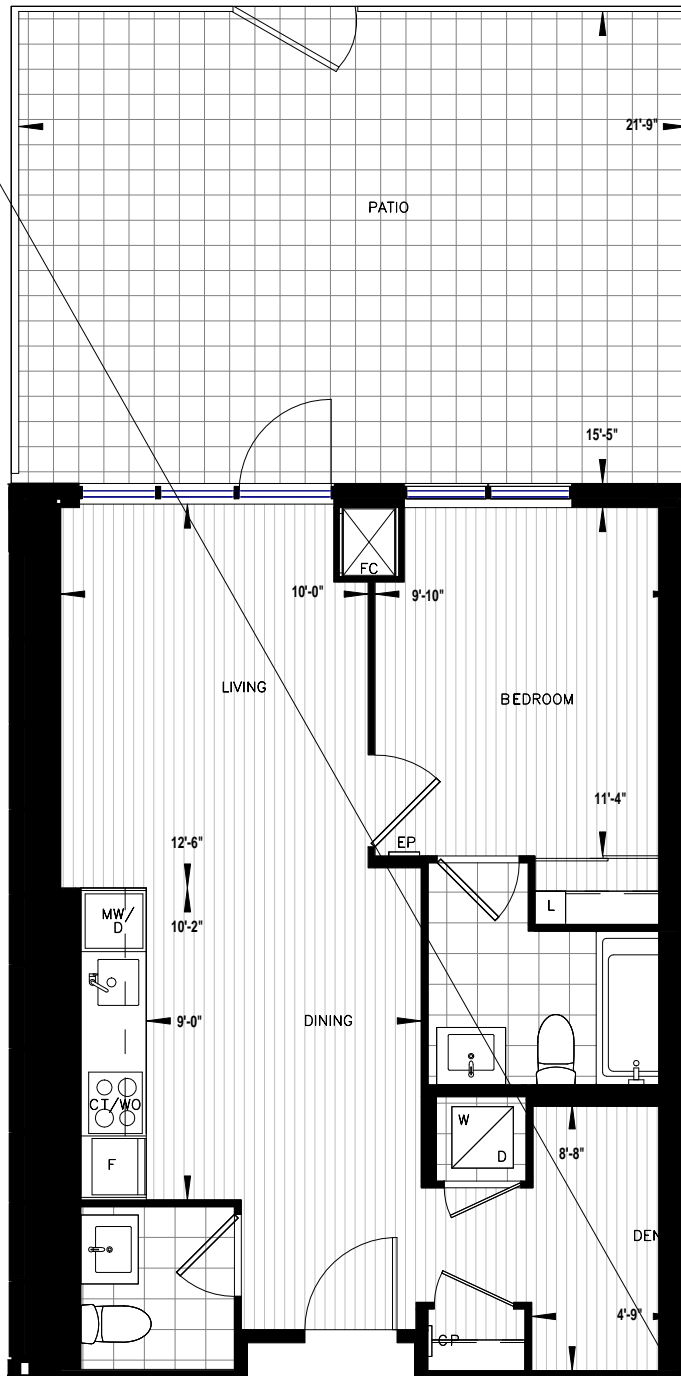 21'-9"
PATIO
15'-5"
FC
10'-0"
9'-10"
LIVING
BEDROOM
11'-4"
12'-6"
EP
MW/
D
10'-2"
L
9'-0"
DINING
CT/WO
W
D
8'-8"
F
DEN
4'-9"
CP